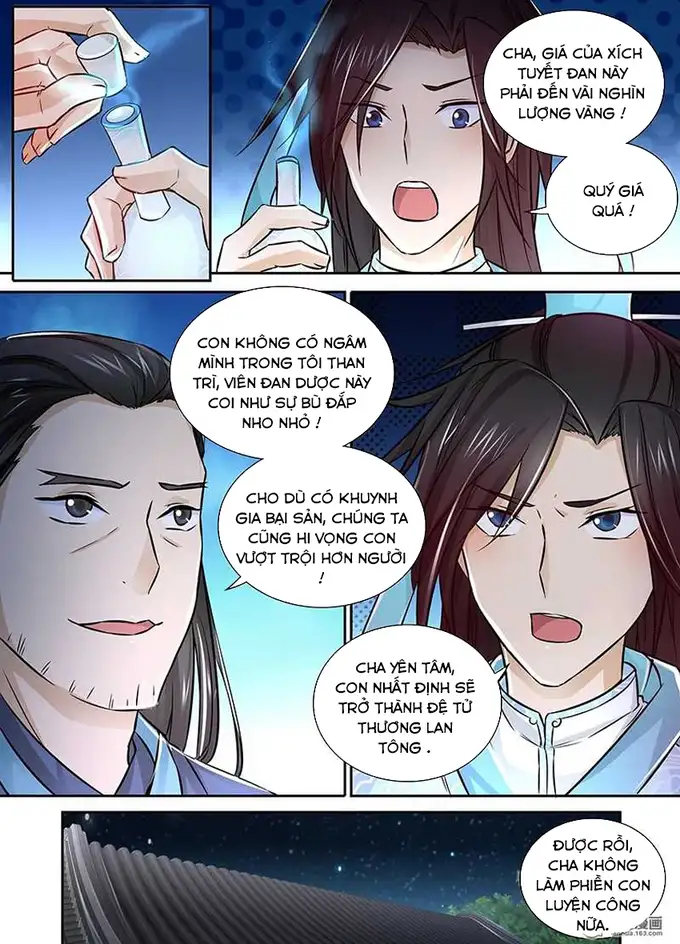 CHA, GIÁ CỦA XÍCH
TUYẾT ĐAN NÀY
PHẢI ĐẾN VÀI NGHÌN
LƯỢNG VÀNG !
QUÝ GIÁ
QUÁ !
CON KHÔNG CÓ NGÂM
MÌNH TRONG TÔI THAN
TRÌ, VIÊN ĐAN DƯỢC NÀY
COI NHƯ SỰ BÙ ĐẮP
NHO NHỎ !
CHO DÙ CÓ KHUYNH
GIA BẠI SẢN, CHÚNG TA
CŨNG HI VỌNG CON
VƯỢT TRỘI HƠN NGƯỜI
!
CHA YÊN TÂM,
CON NHẤT ĐỊNH SẼ
TRỞ THÀNH ĐỆ TỬ
THƯƠNG LAN
TÔNG .
ĐƯỢC RỒI,
CHA KHÔNG
LÀM PHIỀN CON
LUYỆN CÔNG
NỮA.
漫画
.163.com